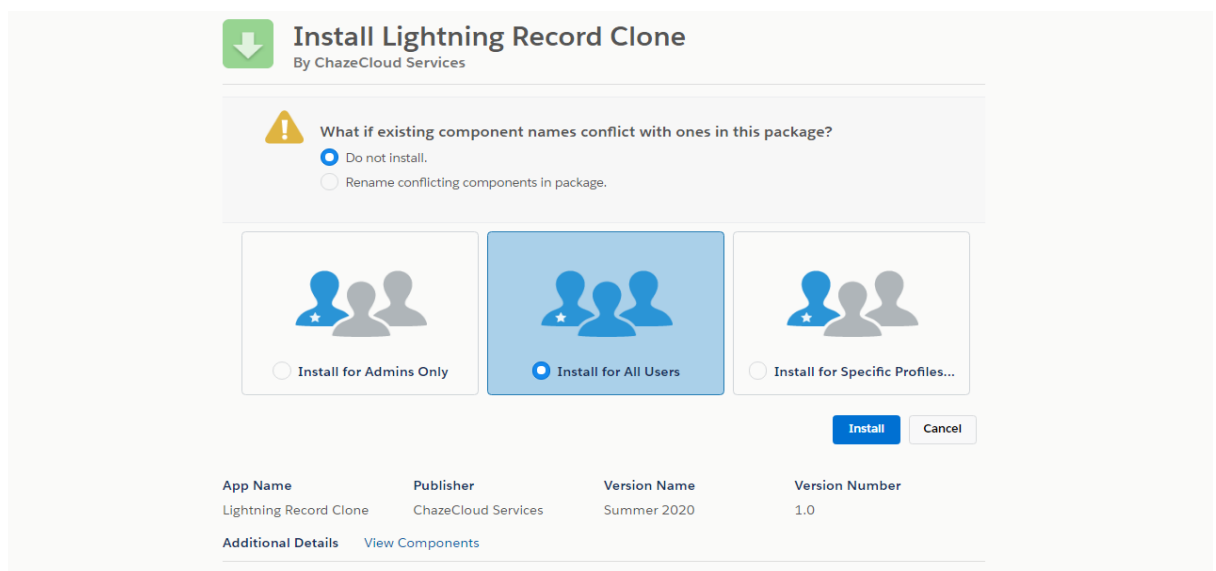 Install Lightning Record Clone
By ChazeCloud Services
What if existing component names conflict with ones in this package?
Do not install.
Rename conflicting components in package.
Install for Admins Only
Install for All Users
Install for Specific Profiles...
Install Cancel
App Name Publisher Version Name Version Number
Lightning Record Clone ChazeCloud Services Summer 2020 1.0
Additional Details View Components